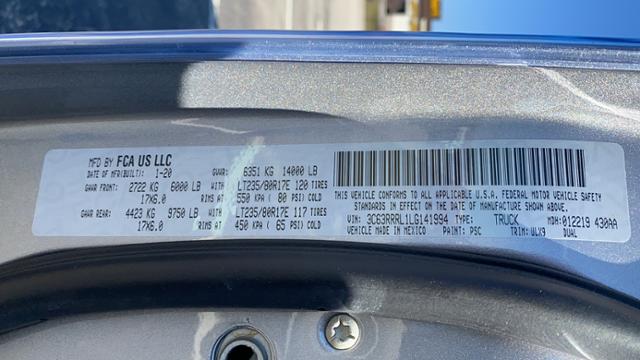 MFD BY FCA US LLC
DATE OF MFR(BUILT): 1-20 GVWR: 6351 KG 14000 LB
GAWR FRONT: 2722 KG 6000 LB WITH LT235/80R17E 120 TIRES
17X6.0 RIMS AT 550 KPA ( 80 PSI) COLD
GAWR REAR: 4423 KG 9750 LB WITH LT235/80R17E 117 TIRES
17X6.0 RIMS AT 450 KPA ( 65 PSI) COLD
THIS VEHICLE CONFORMS TO ALL APPLICABLE U.S.A. FEDERAL MOTOR VEHICLE SAFETY
STANDARDS IN EFFECT ON THE DATE OF MANUFACTURE SHOWN ABOVE.
VIN: 3C63RRRL1LG141994 TYPE: TRUCK MDH:012219 430AA
VEHICLE MADE IN MEXICO PAINT: PSC TRIM: ULX9 DUAL